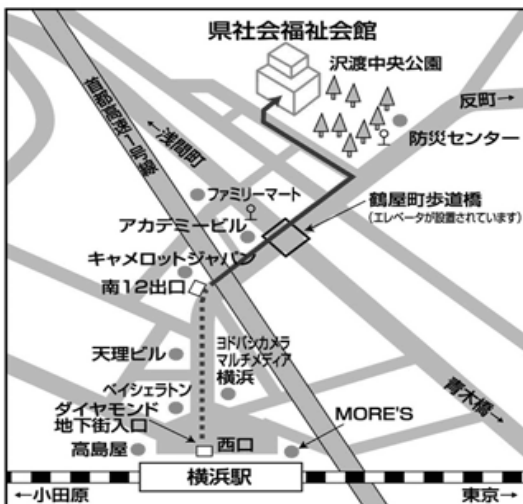 県社会福祉会館
沢渡中央公園
反町→
首都高速一号線
←浅間町
防災センター
ファミリーマート
鶴屋町歩道橋
(エレベータが設置されています)
アカデミービル
キャメロットジャパン
南12出口
天理ビル
ヨドバシカメラ
マルチメディア
横浜
ベイシェラトン
青木橋→
ダイヤモンド
地下街入口
MORE'S
高島屋
西口
横浜駅
←小田原
東京→